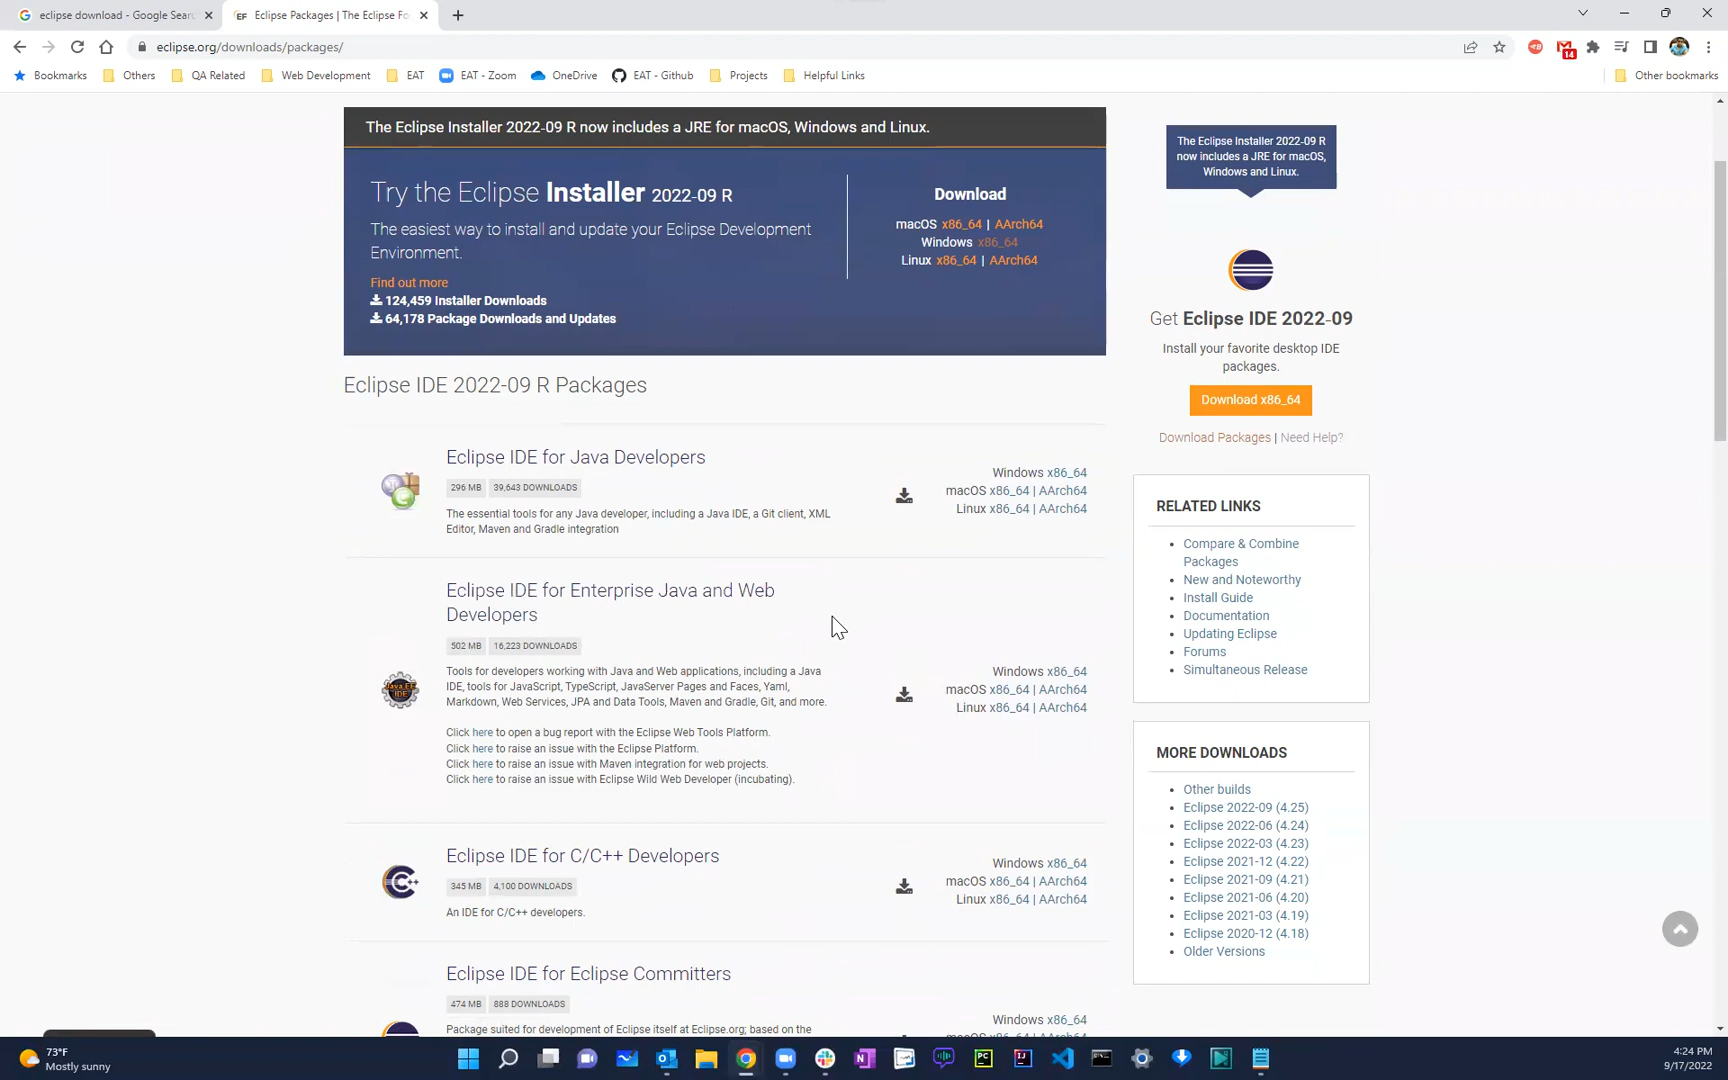 eclipse download - Google Sear
Eclipse Packages | The Eclipse Fo
eclipse.org/downloads/packages/
14
Bookmarks
Others
QA Related
Web Development
EAT
EAT - Zoom
OneDrive
EAT - Github
Projects
Helpful Links
Other bookmarks
The Eclipse Installer 2022-09 R now includes a JRE for macOS, Windows and Linux.
Try the Eclipse Installer 2022-09 R
The easiest way to install and update your Eclipse Development
Environment.
Find out more
124,459 Installer Downloads
64,178 Package Downloads and Updates
Download
macOS x86_64 | AArch64
Windows x86_64
Linux x86_64 | AArch64
The Eclipse Installer 2022-09 R
now includes a JRE for macOS,
Windows and Linux.
Get Eclipse IDE 2022-09
Install your favorite desktop IDE
packages.
Download x86_64
Download Packages | Need Help?
Eclipse IDE 2022-09 R Packages
Eclipse IDE for Java Developers
296 MB 39,643 DOWNLOADS
The essential tools for any Java developer, including a Java IDE, a Git client, XML
Editor, Maven and Gradle integration
Windows x86_64
macOS x86_64 | AArch64
Linux x86_64 | AArch64
Eclipse IDE for Enterprise Java and Web
Developers
502 MB 16,223 DOWNLOADS
Tools for developers working with Java and Web applications, including a Java
IDE, tools for JavaScript, TypeScript, JavaServer Pages and Faces, Yaml,
Markdown, Web Services, JPA and Data Tools, Maven and Gradle, Git, and more.
Click here to open a bug report with the Eclipse Web Tools Platform.
Click here to raise an issue with the Eclipse Platform.
Click here to raise an issue with Maven integration for web projects.
Click here to raise an issue with Eclipse Wild Web Developer (incubating).
Java EE
IDE
Windows x86_64
macOS x86_64 | AArch64
Linux x86_64 | AArch64
Eclipse IDE for C/C++ Developers
345 MB 4,100 DOWNLOADS
An IDE for C/C++ developers.
Windows x86_64
macOS x86_64 | AArch64
Linux x86_64 | AArch64
Eclipse IDE for Eclipse Committers
474 MB 888 DOWNLOADS
Package suited for development of Eclipse itself at Eclipse.org; based on the
Windows x86_64
RELATED LINKS
Compare & Combine
Packages
New and Noteworthy
Install Guide
Documentation
Updating Eclipse
Forums
Simultaneous Release
MORE DOWNLOADS
Other builds
Eclipse 2022-09 (4.25)
Eclipse 2022-06 (4.24)
Eclipse 2022-03 (4.23)
Eclipse 2021-12 (4.22)
Eclipse 2021-09 (4.21)
Eclipse 2021-06 (4.20)
Eclipse 2021-03 (4.19)
Eclipse 2020-12 (4.18)
Older Versions
73°F
Mostly sunny
4:24 PM
9/17/2022